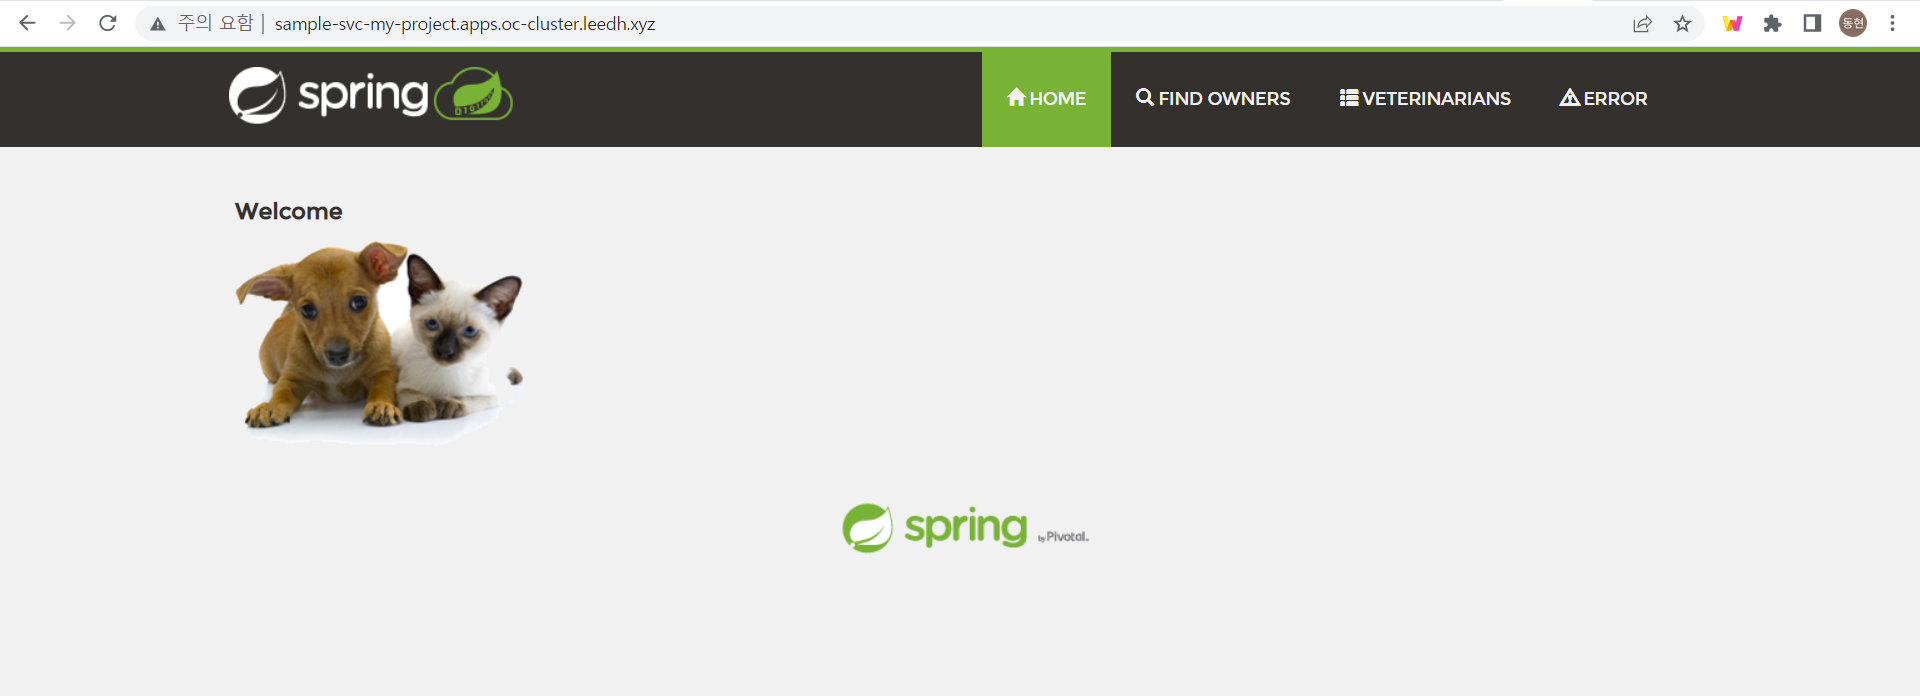 주의 요함 | sample-svc-my-project.apps.oc-cluster.leedh.xyz
동현
spring
HOME
FIND OWNERS
VETERINARIANS
ERROR
Welcome
spring by Pivotal